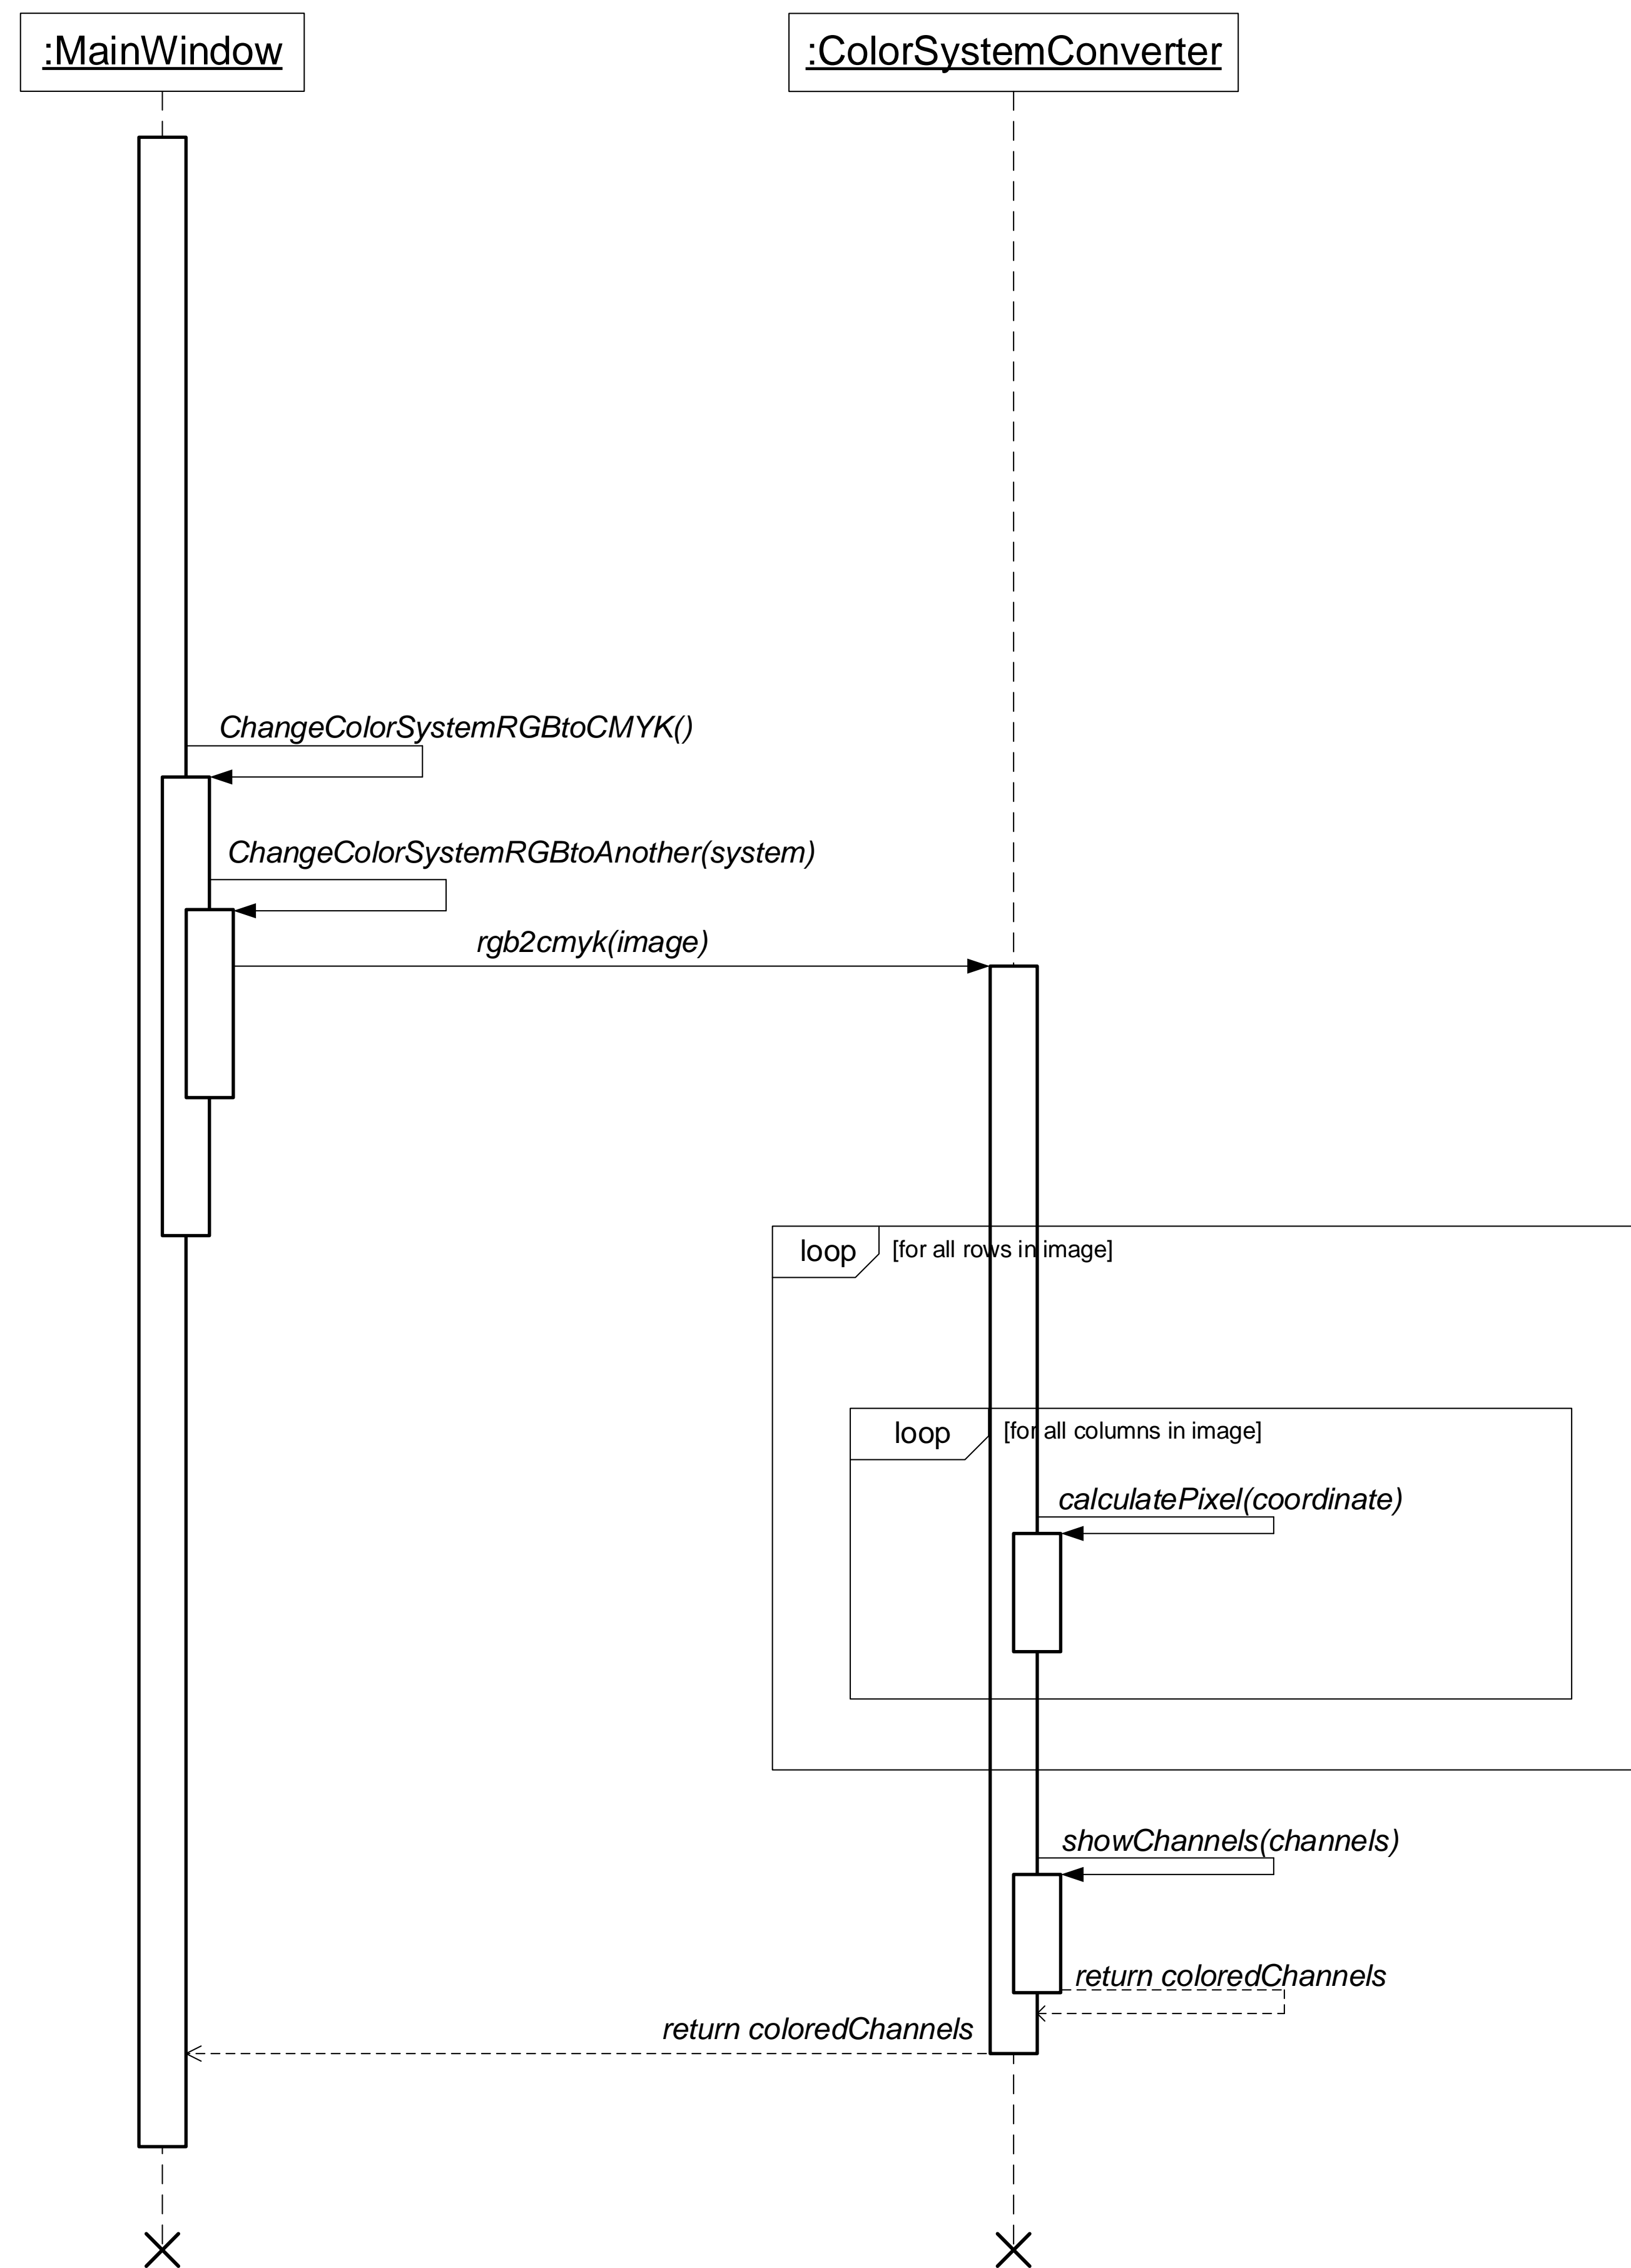 :MainWindow
:ColorSystemConverter
ChangeColorSystemRGBtoCMYK()
ChangeColorSystemRGBtoAnother(system)
rgb2cmyk(image)
loop [for all rows in image]
loop [for all columns in image]
calculatePixel(coordinate)
showChannels(channels)
return coloredChannels
return coloredChannels